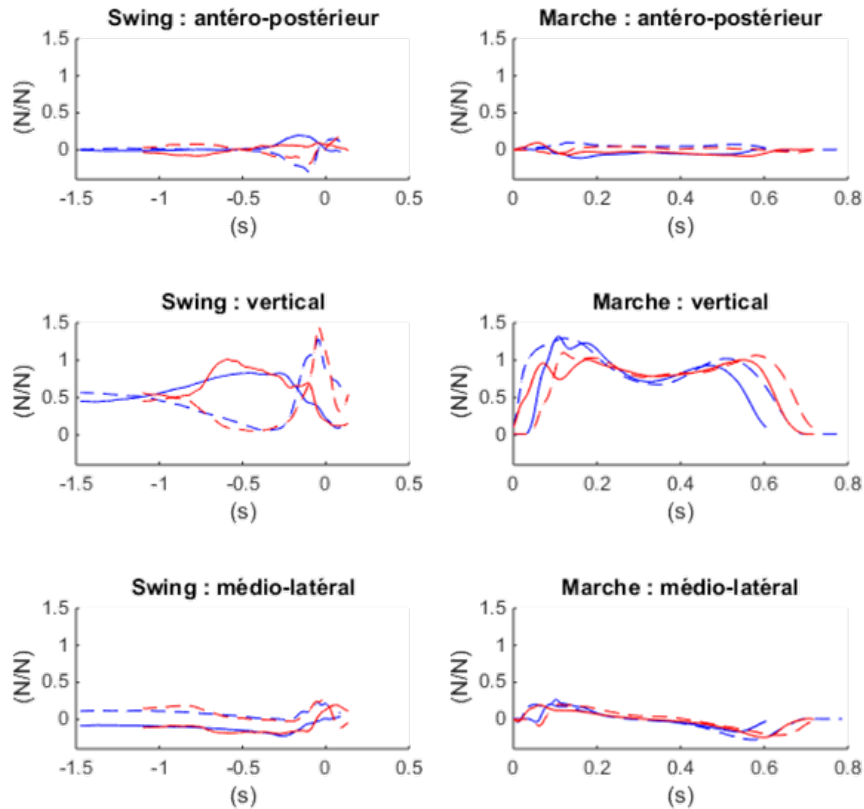 Swing : antéro-postérieur
1.5
1
0.5
0
(N/N)
-1.5 -1 -0.5 0 0.5
(s)
Marche : antéro-postérieur
1.5
1
0.5
0
(N/N)
0 0.2 0.4 0.6 0.8
(s)
Swing : vertical
1.5
1
0.5
0
(N/N)
-1.5 -1 -0.5 0 0.5
(s)
Marche : vertical
1.5
1
0.5
0
(N/N)
0 0.2 0.4 0.6 0.8
(s)
Swing : médio-latéral
1.5
1
0.5
0
(N/N)
-1.5 -1 -0.5 0 0.5
(s)
Marche : médio-latéral
1.5
1
0.5
0
(N/N)
0 0.2 0.4 0.6 0.8
(s)